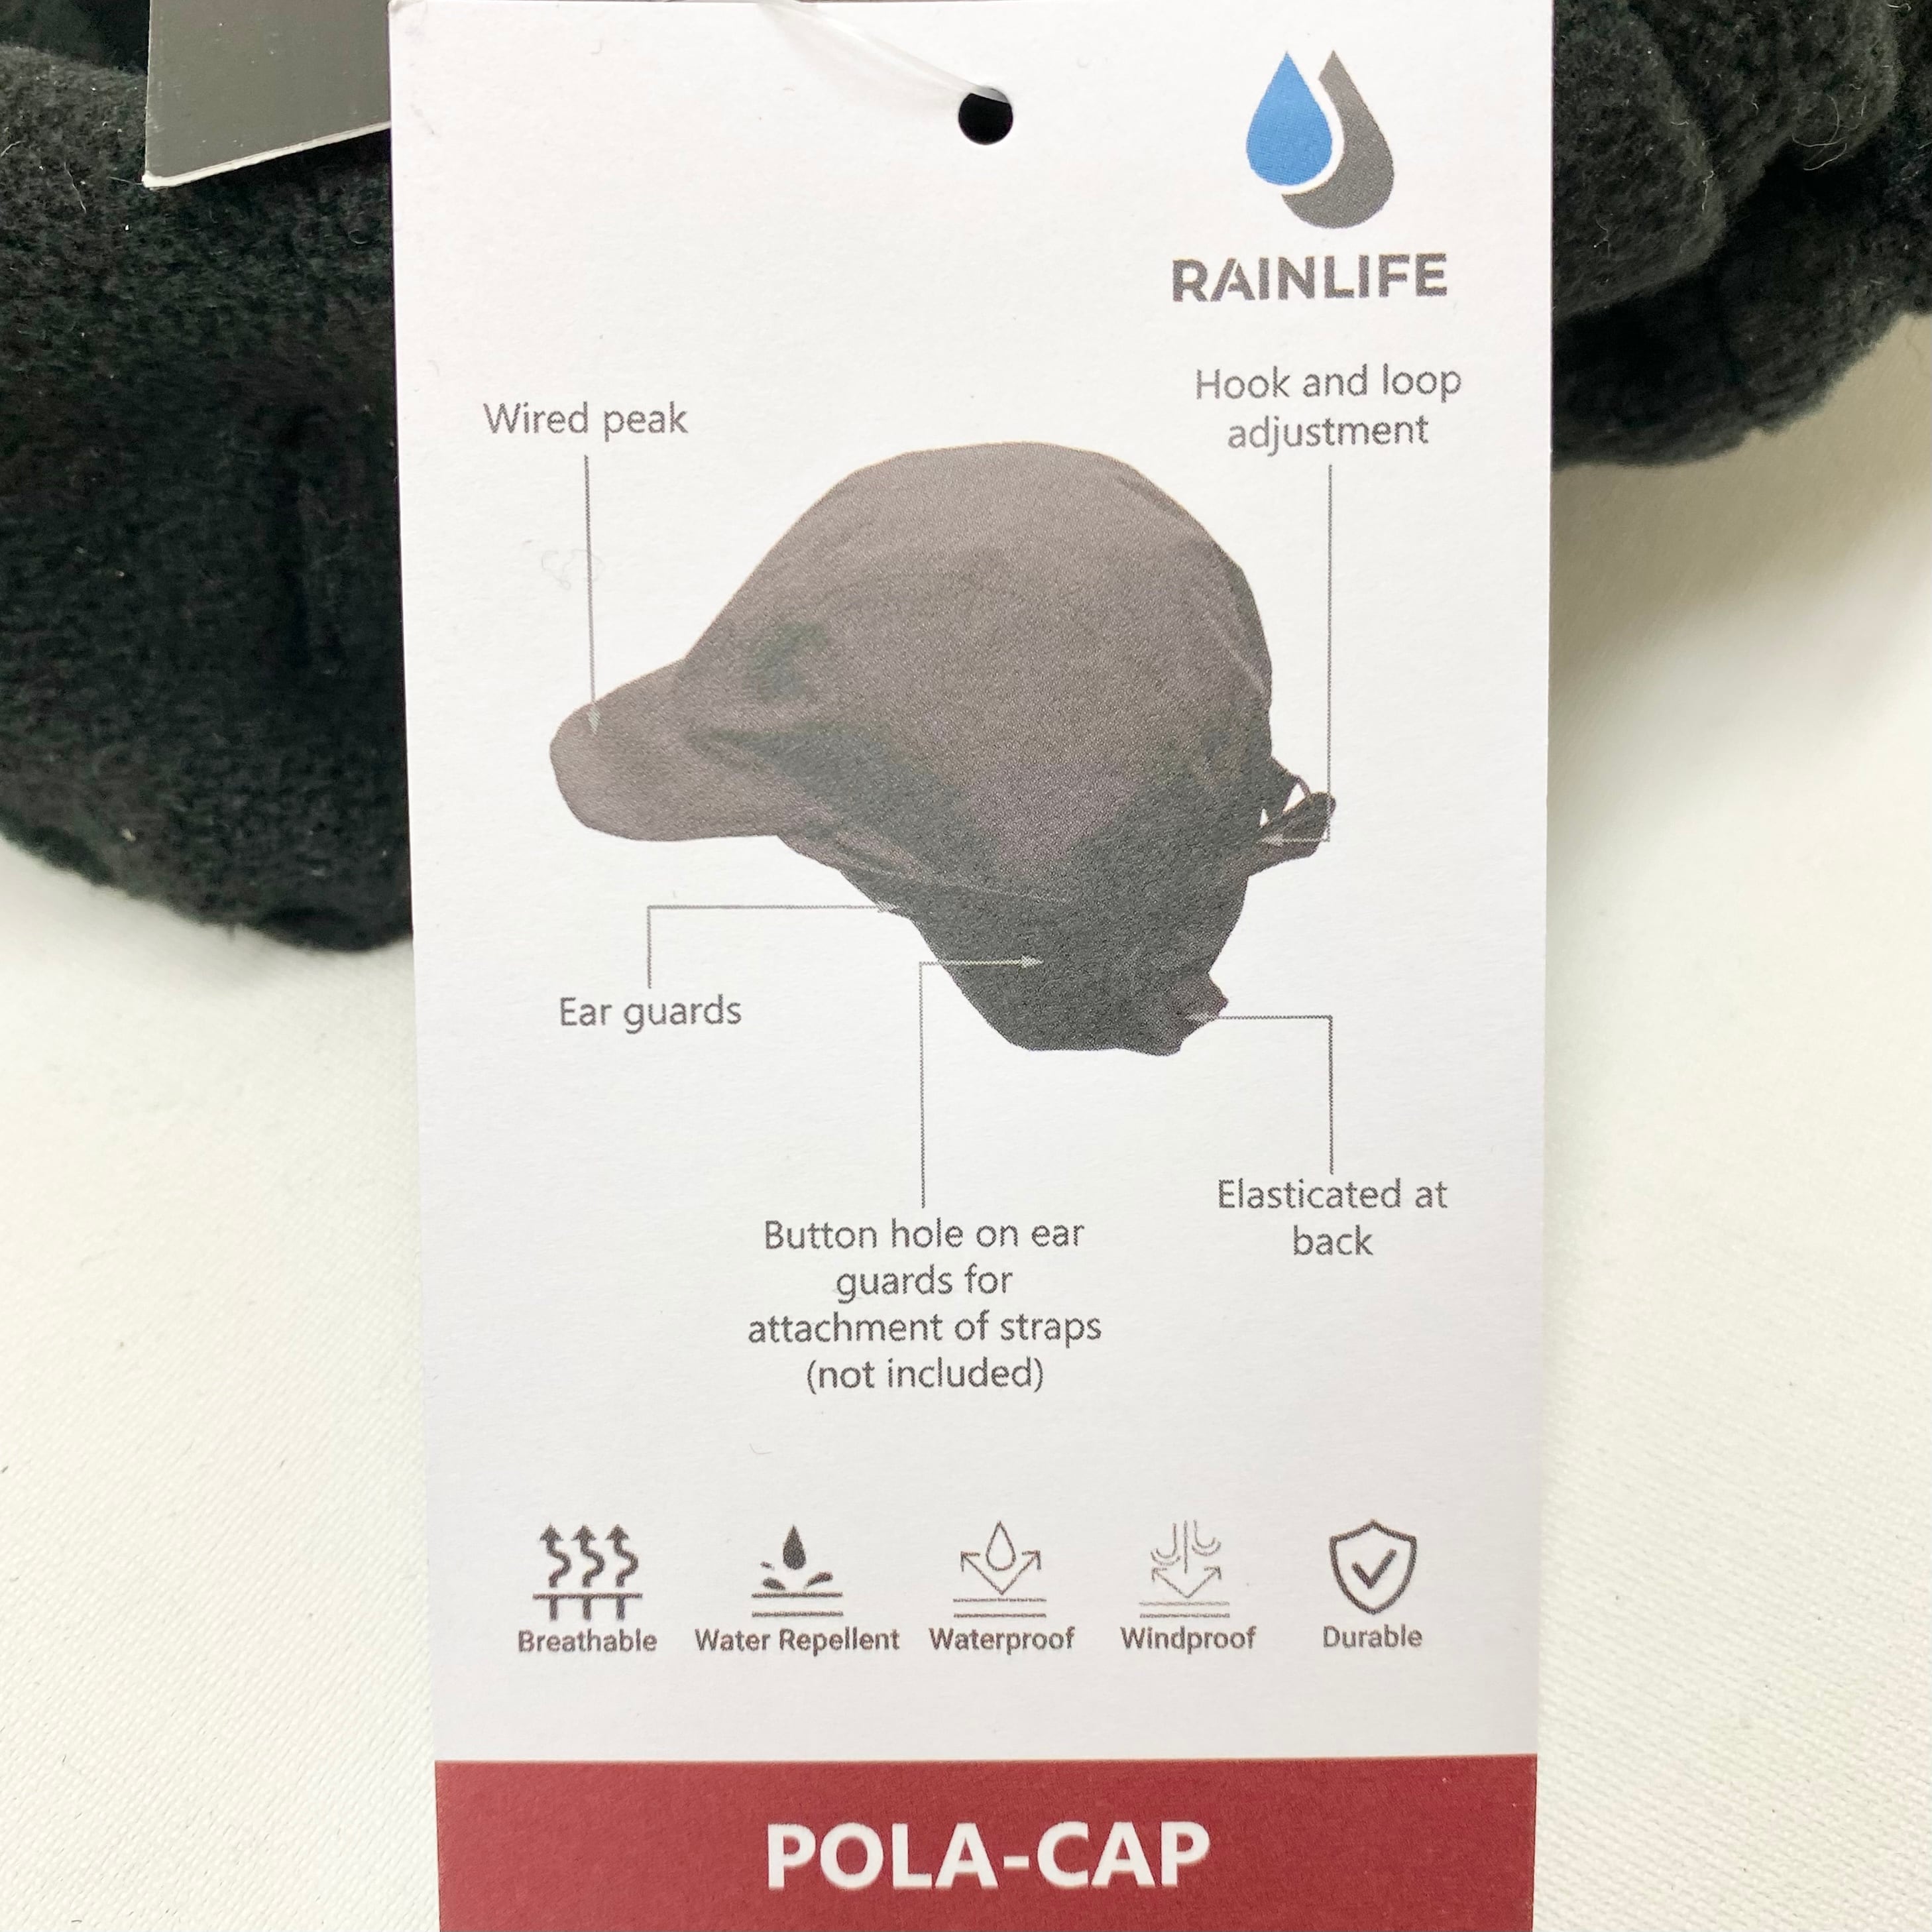 RAINLIFE
Hook and loop
adjustment
Wired peak
Ear guards
Elasticated at
back
Button hole on ear
guards for
attachment of straps
(not included)
Breathable
Water Repellent
Waterproof
Windproof
Durable
POLA-CAP